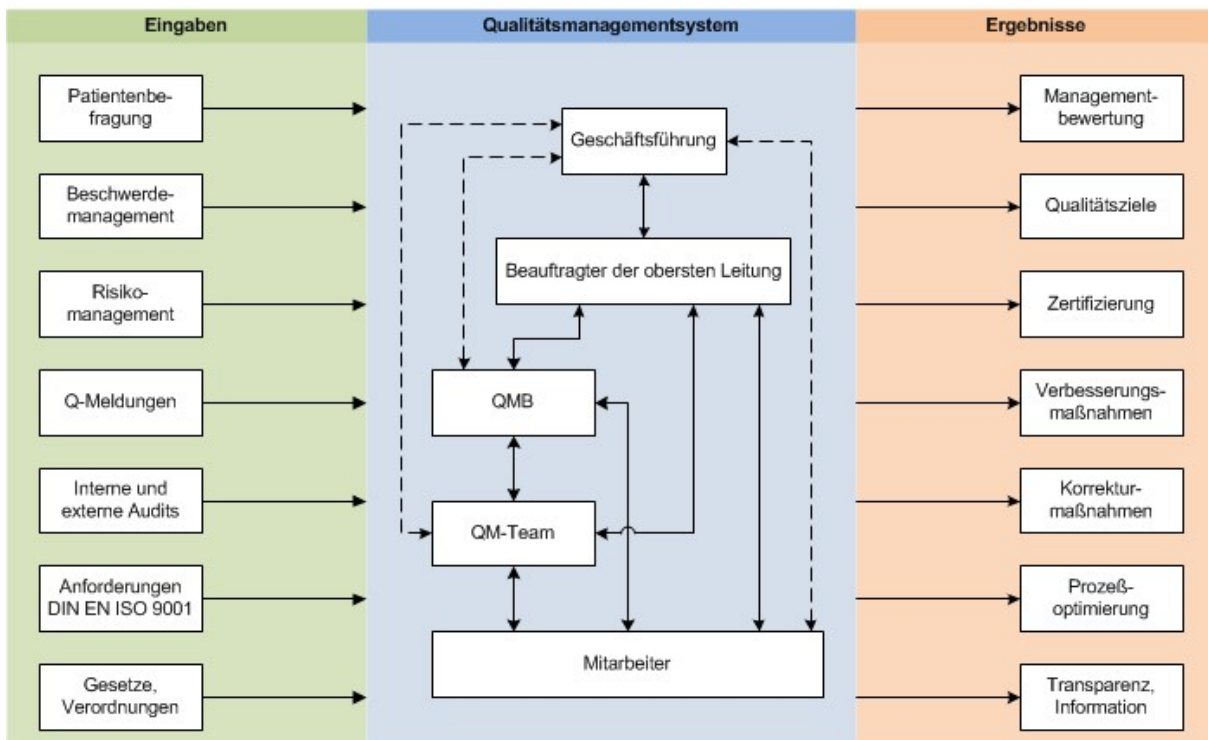 Eingaben
Qualitätsmanagementsystem
Ergebnisse
Patientenbe-
fragung
Beschwerde-
management
Risiko-
management
Q-Meldungen
Interne und
externe Audits
Anforderungen
DIN EN ISO 9001
Gesetze,
Verordnungen
Geschäftsführung
Beauftragter der obersten Leitung
QMB
QM-Team
Mitarbeiter
Management-
bewertung
Qualitätsziele
Zertifizierung
Verbesserungs-
maßnahmen
Korrektur-
maßnahmen
Prozeß-
optimierung
Transparenz,
Information